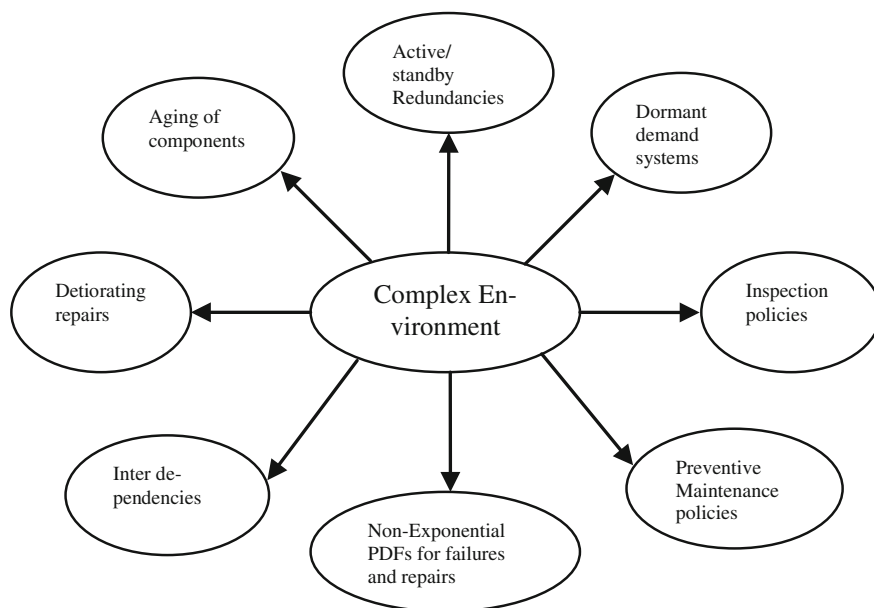 Active/
standby
Redundancies
Aging of
components
Dormant
demand
systems
Detiorating
repairs
Complex En-
vironment
Inspection
policies
Inter de-
pendencies
Preventive
Maintenance
policies
Non-Exponential
PDFs for failures
and repairs